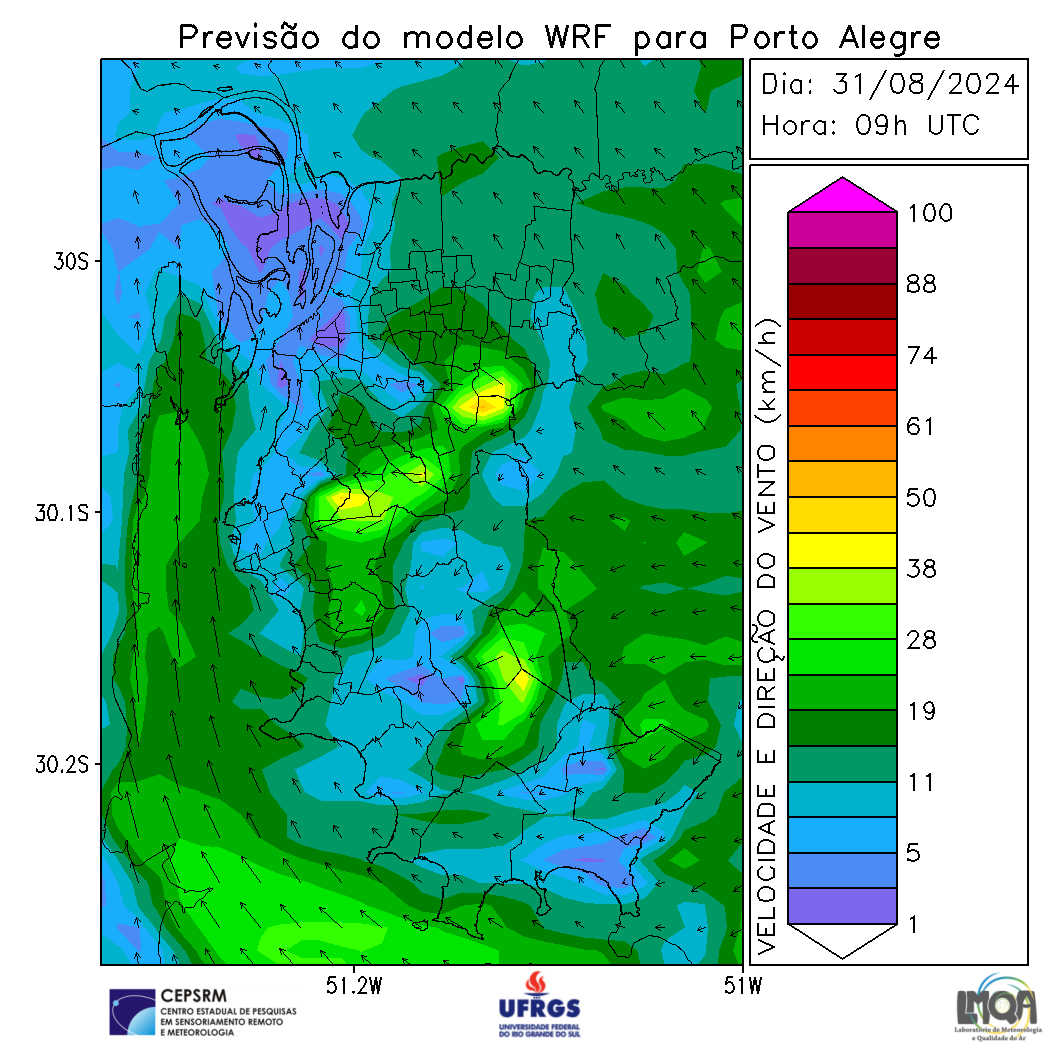 Previsão do modelo WRF para Porto Alegre
Dia: 31/08/2024
Hora: 09h UTC
30S
30.1S
30.2S
51.2W
51W
VELOCIDADE E DIREÇÃO DO VENTO (km/h)
100
88
74
61
50
38
28
19
11
5
1
CEPSRM
CENTRO ESTADUAL DE PESQUISAS
EM SENSORIAMENTO REMOTO
E METEOROLOGIA
UFRGS
UNIVERSIDADE FEDERAL
DO RIO GRANDE DO SUL
LMQA
Laboratório de Meteorologia
e Qualidade do Ar